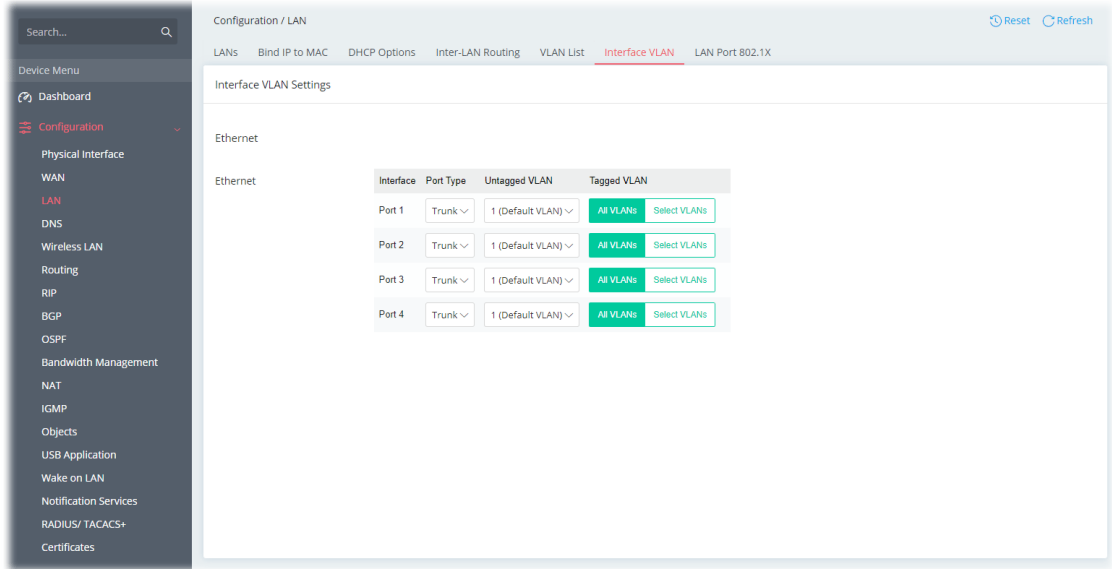 Search...
Device Menu
Dashboard
Configuration
Physical Interface
WAN
LAN
DNS
Wireless LAN
Routing
RIP
BGP
OSPF
Bandwidth Management
NAT
IGMP
Objects
USB Application
Wake on LAN
Notification Services
RADIUS/ TACACS+
Certificates
Configuration / LAN
Reset Refresh
LANs Bind IP to MAC DHCP Options Inter-LAN Routing VLAN List Interface VLAN LAN Port 802.1X
Interface VLAN Settings
Ethernet
Ethernet
Interface Port Type Untagged VLAN Tagged VLAN
Port 1 Trunk 1 (Default VLAN) All VLANs Select VLANs
Port 2 Trunk 1 (Default VLAN) All VLANs Select VLANs
Port 3 Trunk 1 (Default VLAN) All VLANs Select VLANs
Port 4 Trunk 1 (Default VLAN) All VLANs Select VLANs